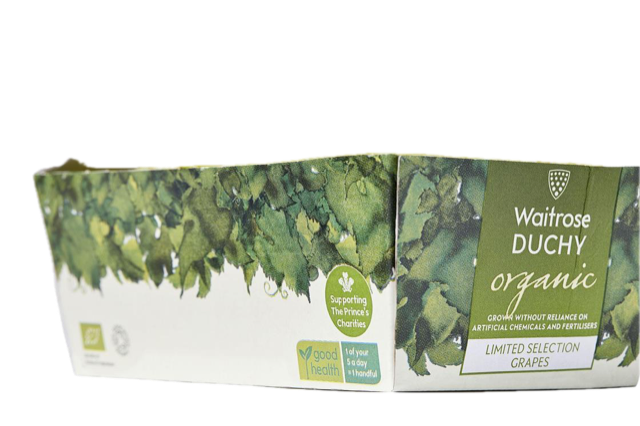 Supporting
The Prince's
Charities
good
health
1 of your
5 a day
=1 handful
Waitrose
DUCHY
organic
GROWN WITHOUT RELIANCE ON
ARTIFICIAL CHEMICALS AND FERTILISERS
LIMITED SELECTION
GRAPES